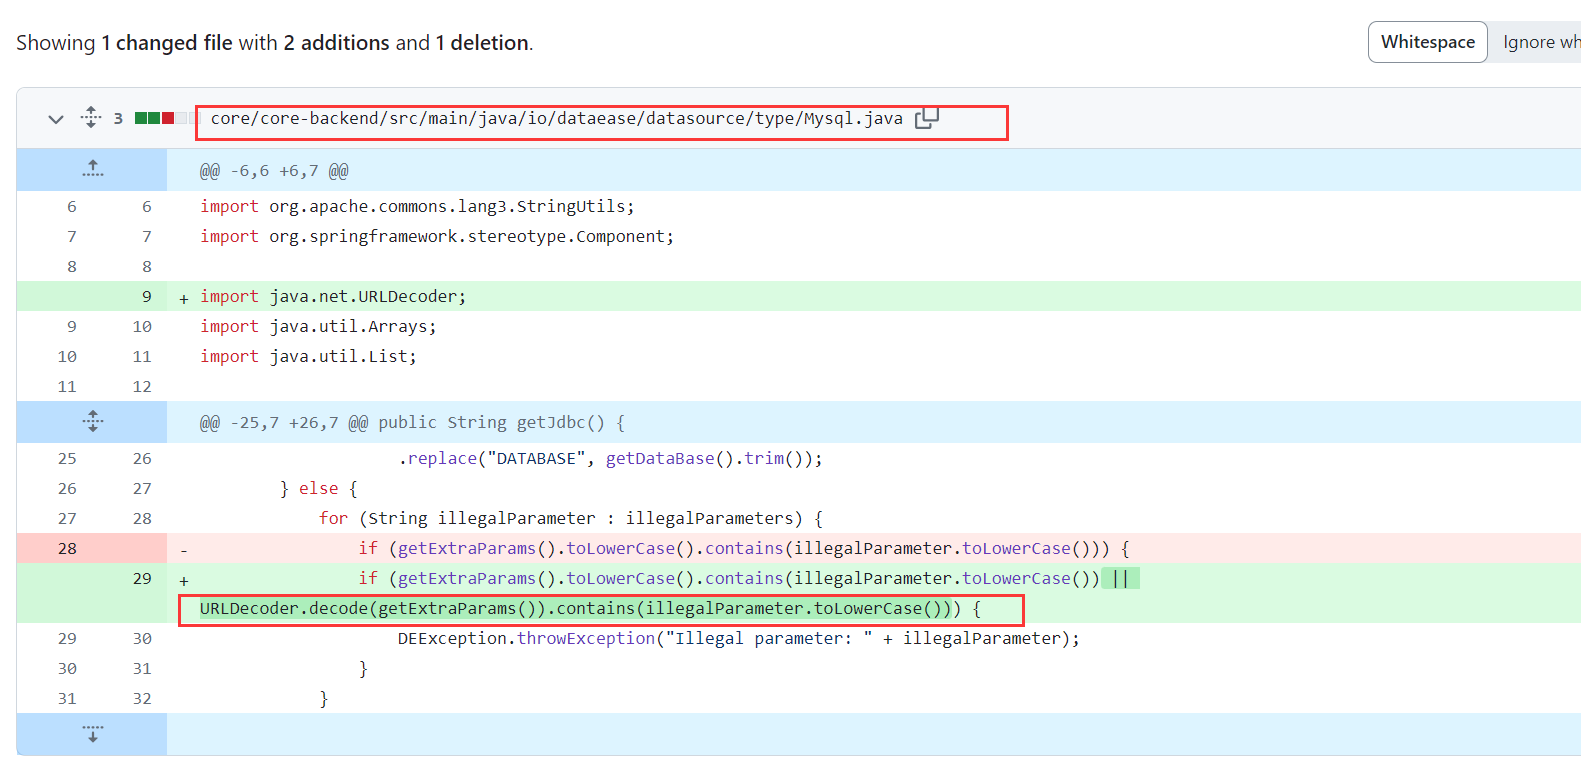 Showing 1 changed file with 2 additions and 1 deletion.
Whitespace Ignore wh
3 core/core-backend/src/main/java/io/dataease/datasource/type/Mysql.java
@@ -6,6 +6,7 @@
6 6 import org.apache.commons.lang3.StringUtils;
7 7 import org.springframework.stereotype.Component;
8 8
9 + import java.net.URLDecoder;
9 10 import java.util.Arrays;
10 11 import java.util.List;
11 12
@@ -25,7 +26,7 @@ public String getJdbc() {
25 26 .replace("DATABASE", getDataBase().trim());
26 27 } else {
27 28 for (String illegalParameter : illegalParameters) {
28 - if (getExtraParams().toLowerCase().contains(illegalParameter.toLowerCase())) {
29 + if (getExtraParams().toLowerCase().contains(illegalParameter.toLowerCase()) ||
URLDecoder.decode(getExtraParams()).contains(illegalParameter.toLowerCase())) {
29 30 DEException.throwException("Illegal parameter: " + illegalParameter);
30 31 }
31 32 }